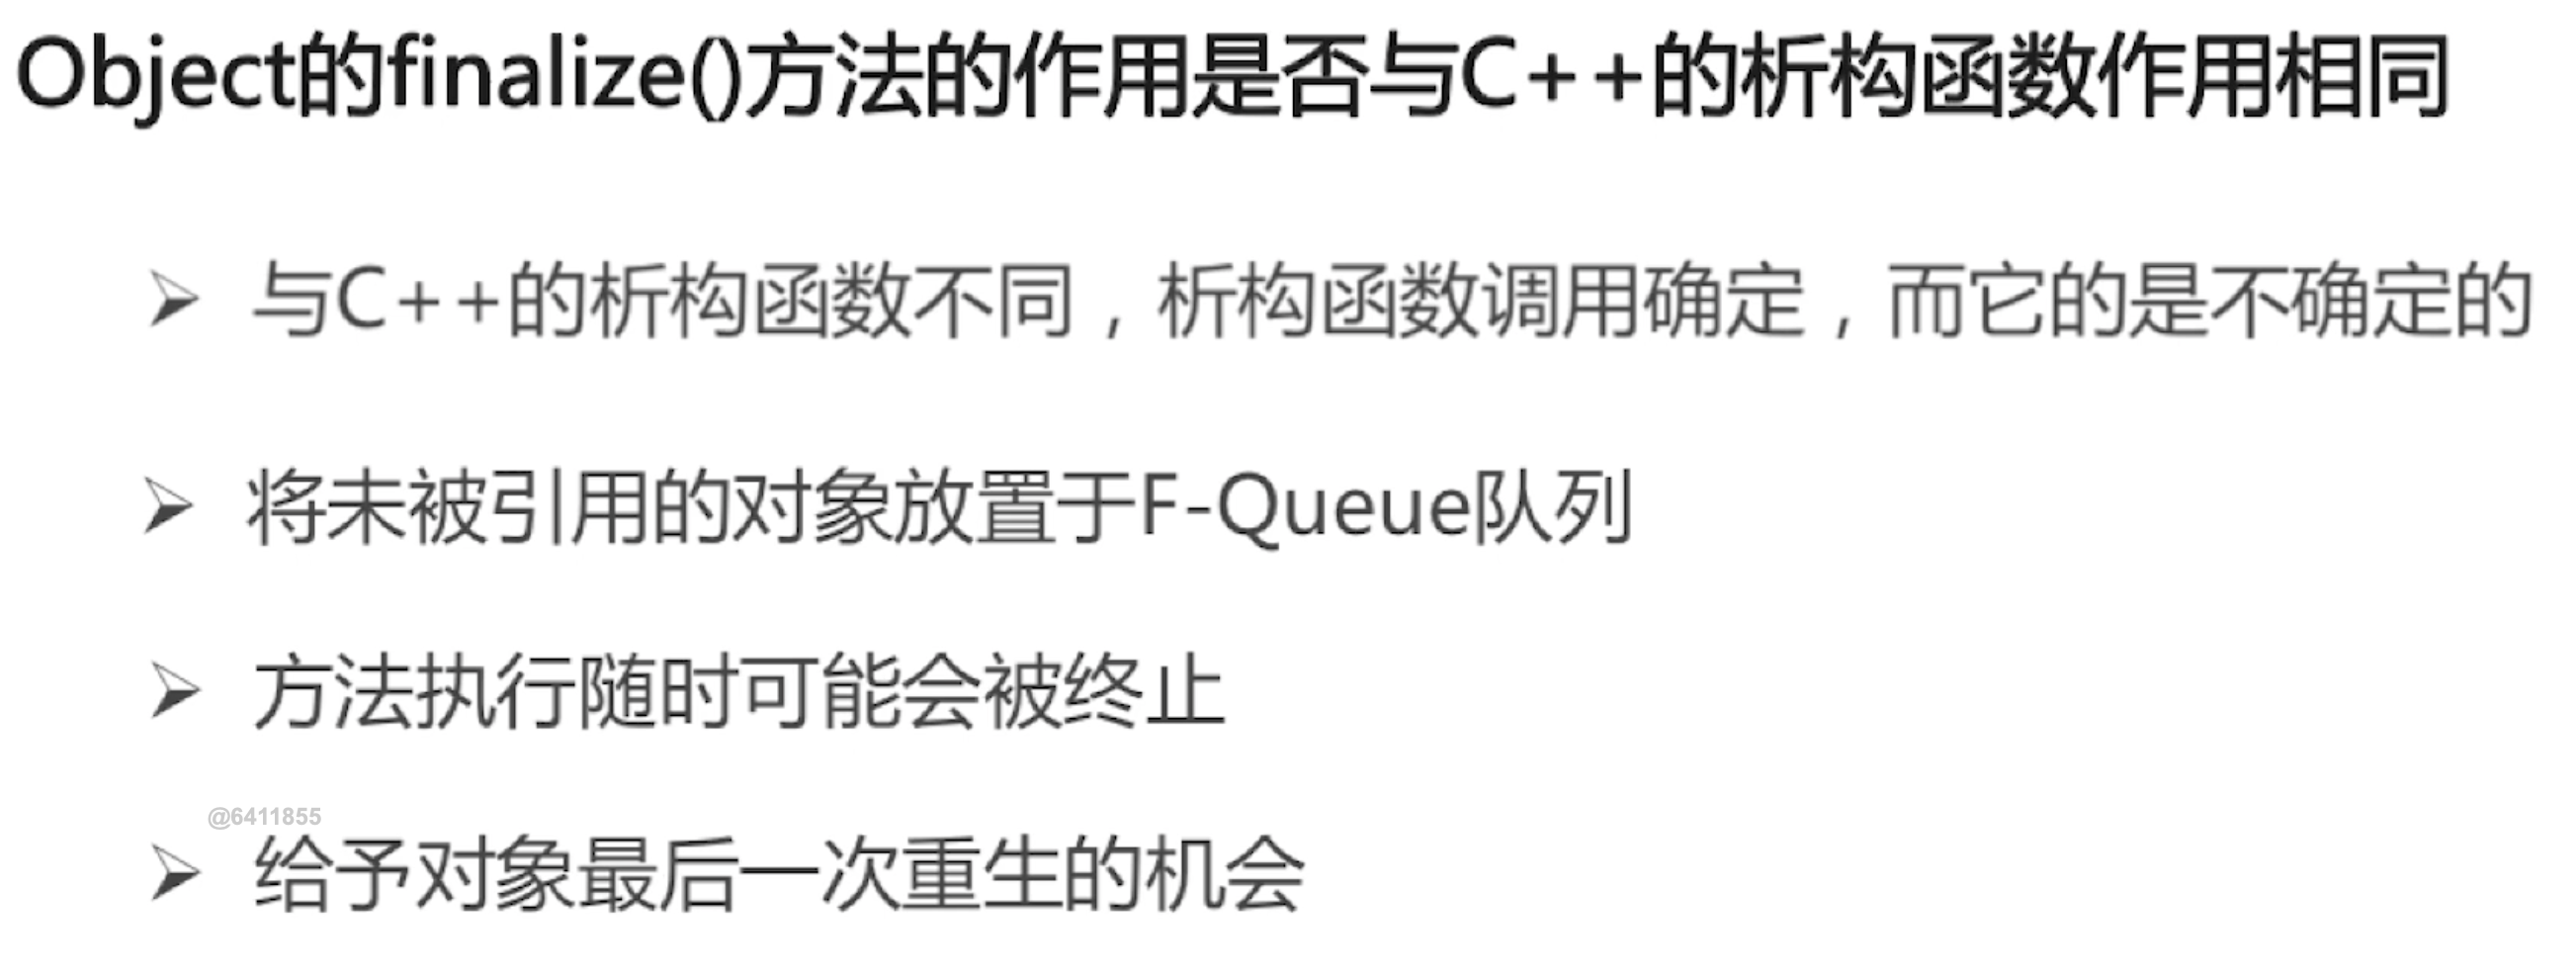 Object的finalize()方法的作用是否与C++的析构函数作用相同
与C++的析构函数不同，析构函数调用确定，而它的是不确定的
将未被引用的对象放置于F-Queue队列
方法执行随时可能会被终止
@6411855
给予对象最后一次重生的机会